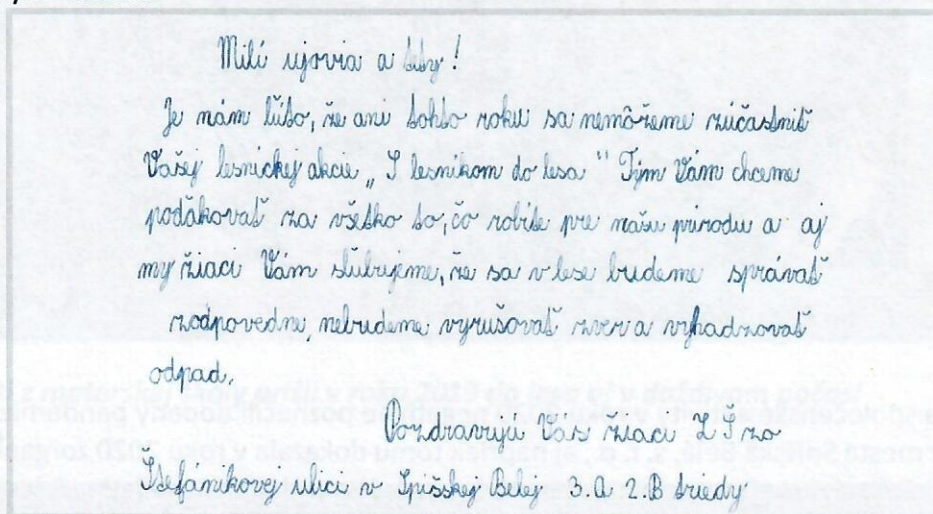 Milí ujovia a tety!
Je nám ľúto, že ani tohto roku sa nemôžeme zúčastniť
Vašej lesníckej akcie „S lesníkom do lesa“ Tým Vám chceme
poďakovať za všetko to, čo robíte pre našu prírodu a aj
my žiaci Vám sľubujeme, že sa v lese budeme správať
zodpovedne, nebudeme vyrušovať zver a vyhadzovať
odpad.
Pozdravujú Vás žiaci ZŠ zo
Štefánikovej ulici v Spišskej Belej 3.A 2.B triedy